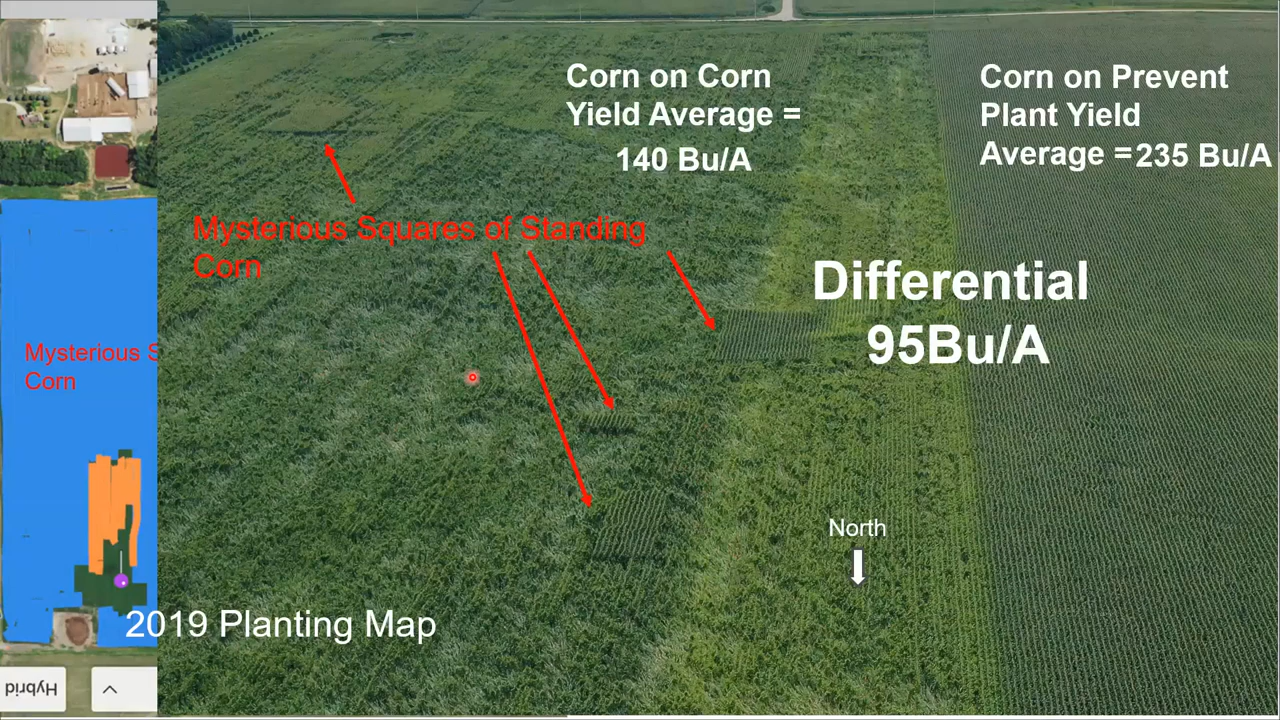 Corn on Corn
Yield Average =
140 Bu/A
Corn on Prevent
Plant Yield
Average = 235 Bu/A
Mysterious Squares of Standing
Corn
Differential
95Bu/A
Mysterious S
Corn
North
2019 Planting Map
Hybrid